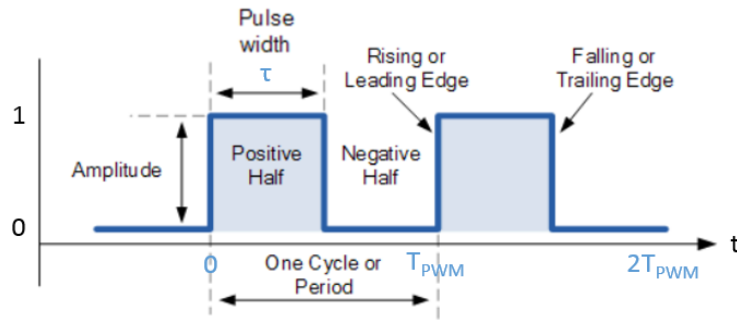 Pulse
width
τ
Rising or
Leading Edge
Falling or
Trailing Edge
1
Amplitude
Positive
Half
Negative
Half
0
t
0
One Cycle or
Period
TPWM
2TPWM